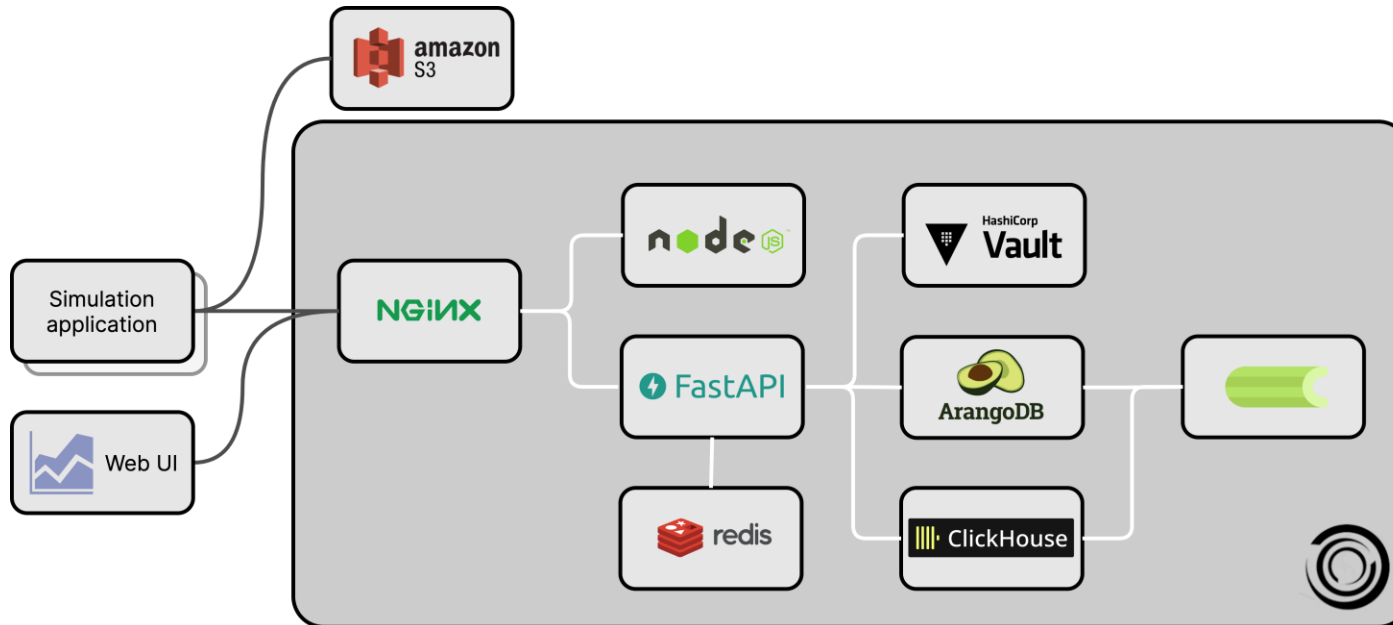 amazon
S3
node
JS
HashiCorp
Vault
Simulation
application
NGINX
FastAPI
ArangoDB
Web UI
redis
ClickHouse